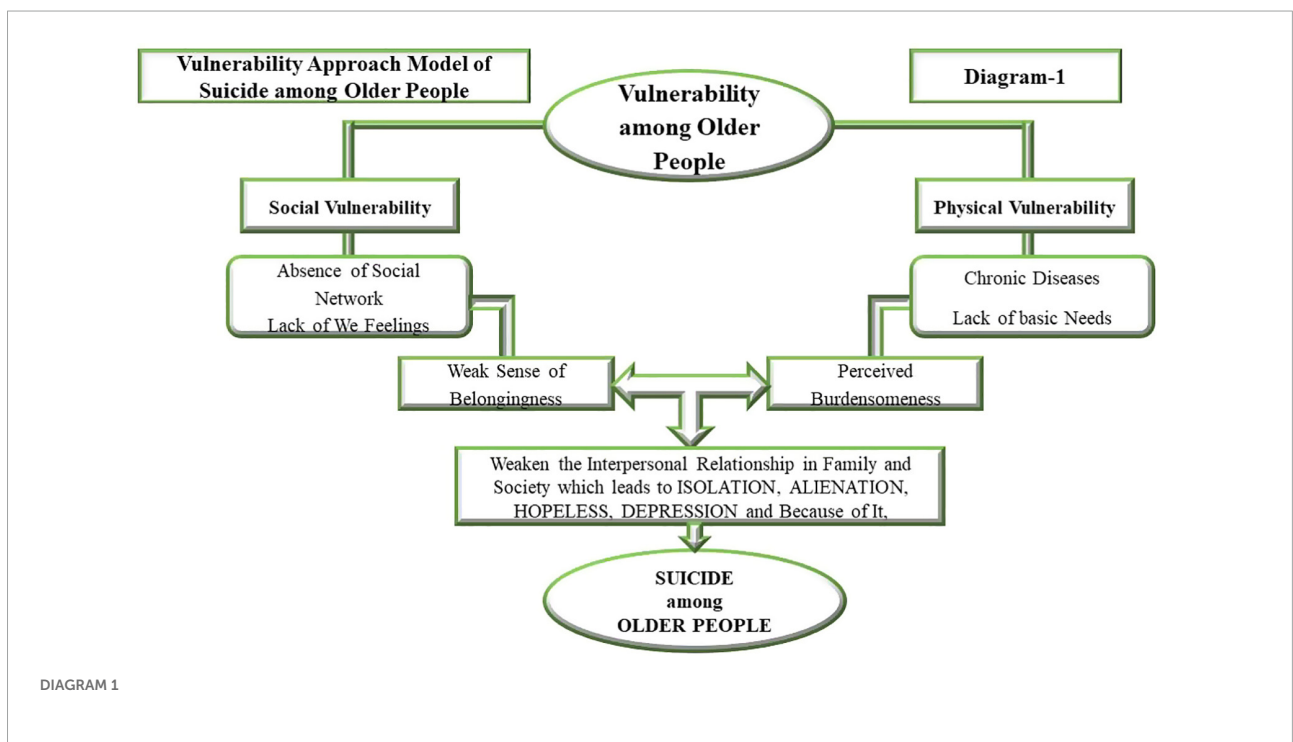 Vulnerability Approach Model of
Suicide among Older People
Diagram-1
Vulnerability
among Older
People
Social Vulnerability
Physical Vulnerability
Absence of Social
Network
Lack of We Feelings
Chronic Diseases
Lack of basic Needs
Weak Sense of
Belongingness
Perceived
Burdensomeness
Weaken the Interpersonal Relationship in Family and
Society which leads to ISOLATION, ALIENATION,
HOPELESS, DEPRESSION and Because of It,
SUICIDE
among
OLDER PEOPLE
DIAGRAM 1